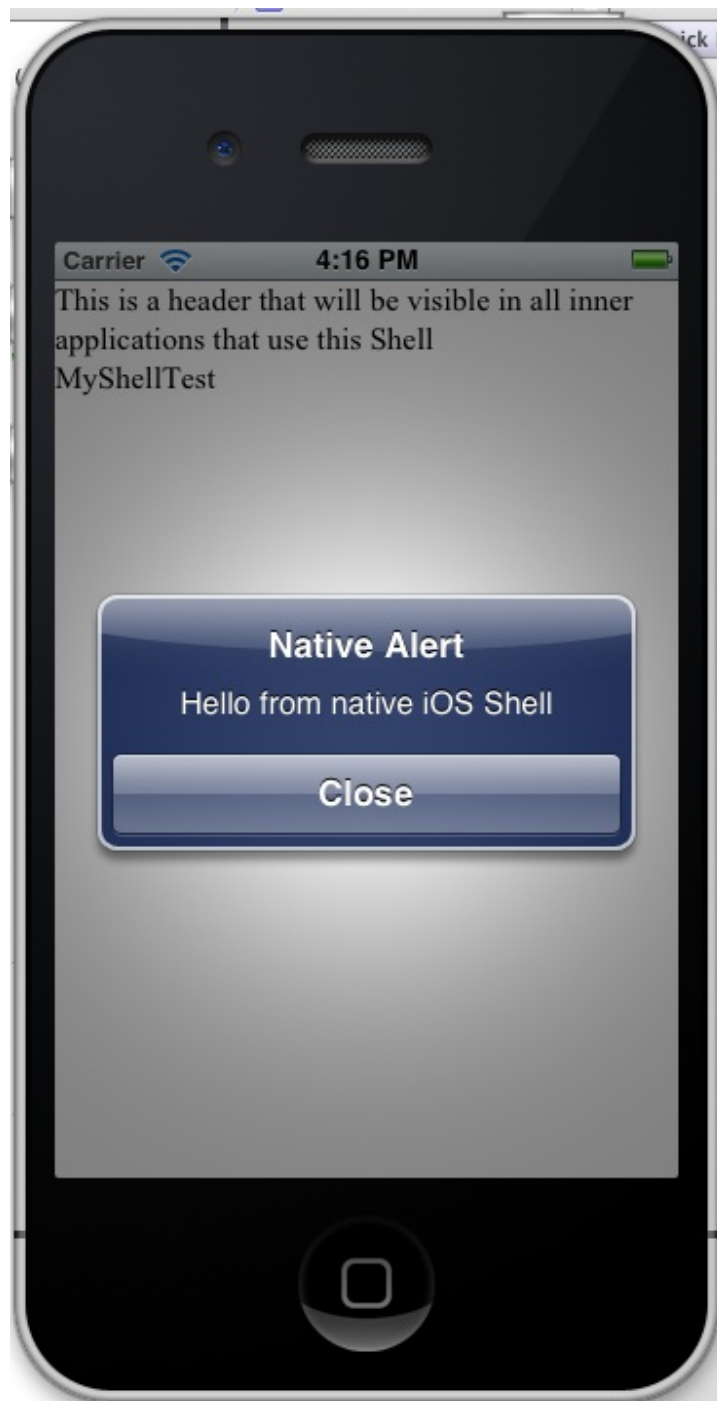 ick
Carrier 4:16 PM
This is a header that will be visible in all inner
applications that use this Shell
MyShellTest
Native Alert
Hello from native iOS Shell
Close